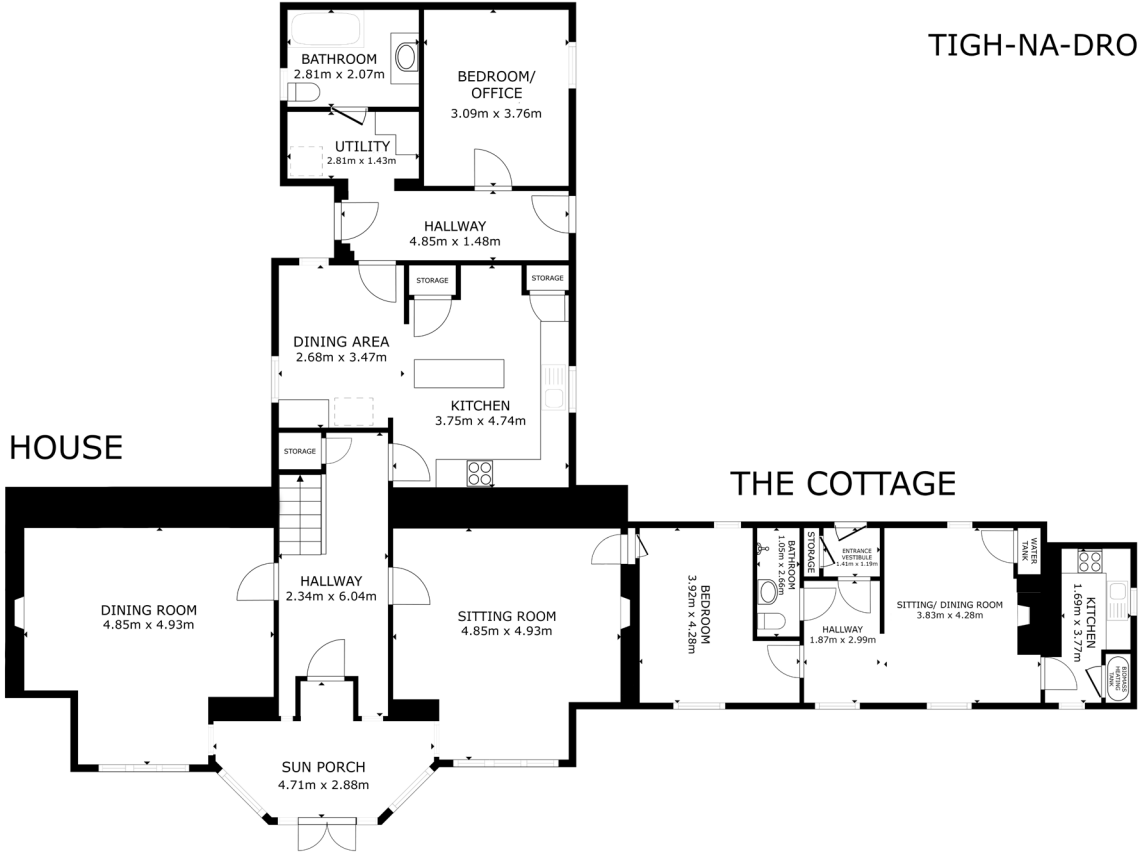 TIGH-NA-DRO
BATHROOM
2.81m x 2.07m
BEDROOM/
OFFICE
3.09m x 3.76m
UTILITY
2.81m x 1.43m
HALLWAY
4.85m x 1.48m
STORAGE
STORAGE
DINING AREA
2.68m x 3.47m
KITCHEN
3.75m x 4.74m
HOUSE
STORAGE
THE COTTAGE
HALLWAY
2.34m x 6.04m
DINING ROOM
4.85m x 4.93m
SITTING ROOM
4.85m x 4.93m
SUN PORCH
4.71m x 2.88m
BEDROOM
3.92m x 4.28m
BATHROOM
1.05m x 2.66m
STORAGE
ENTRANCE
VESTIBULE
1.41m x 1.19m
HALLWAY
1.87m x 2.99m
SITTING/ DINING ROOM
3.83m x 4.28m
WATER
TANK
KITCHEN
1.69m x 3.77m
BIOMASS
HEATING
TANK